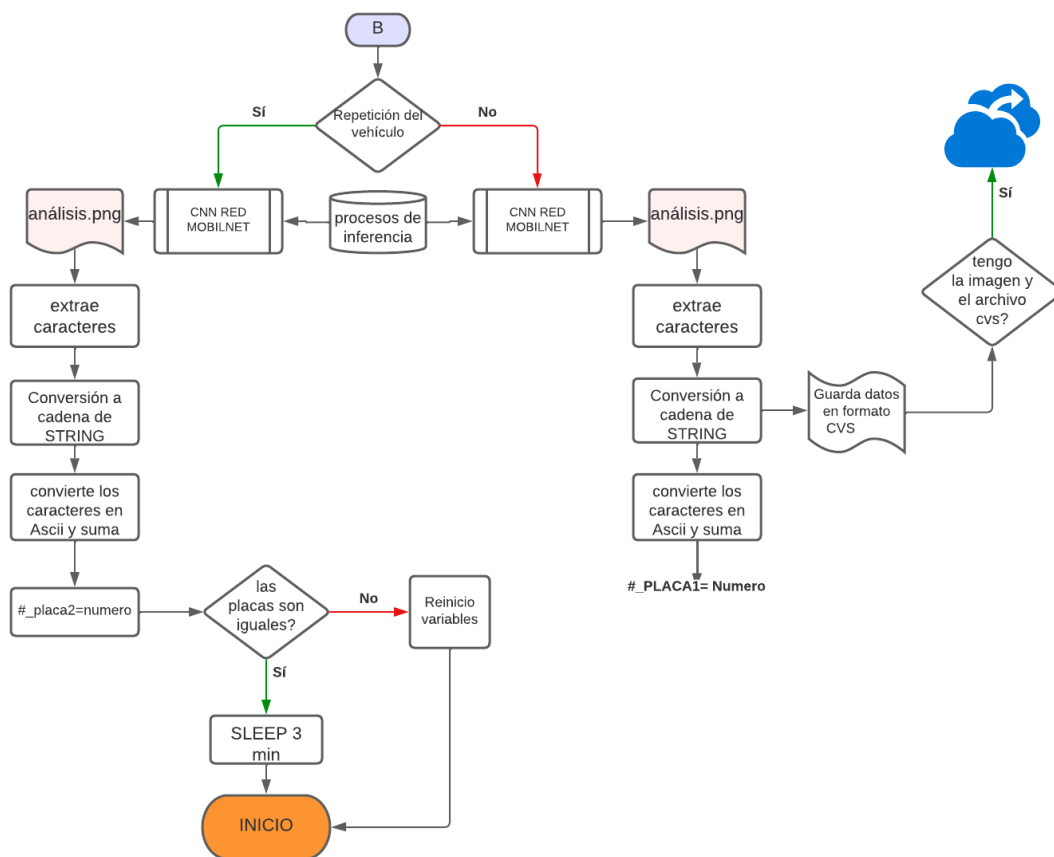 B
Repetición del
vehículo
Sí
No
análisis.png
CNN RED
MOBILNET
procesos de
inferencia
CNN RED
MOBILNET
análisis.png
Sí
tengo
la imagen y
el archivo
cvs?
extrae
caracteres
extrae
caracteres
Conversión a
cadena de
STRING
Conversión a
cadena de
STRING
Guarda datos
en formato
CVS
convierte los
caracteres en
Ascii y suma
convierte los
caracteres en
Ascii y suma
#_placa2=numero
las
placas son
iguales?
No
Reinicio
variables
#_PLACA1= Numero
Sí
SLEEP 3
min
INICIO